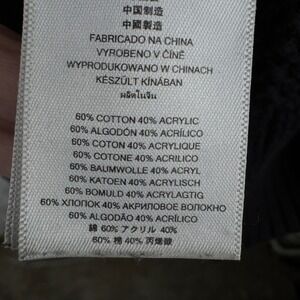 中国制造
中國製造
FABRICADO NA CHINA
VYROBENO V ČÍNĚ
WYPRODUKOWANO W CHINACH
KÉSZÜLT KÍNÁBAN
ผลิตในจีน
60% COTTON 40% ACRYLIC
60% ALGODÓN 40% ACRÍLICO
60% COTON 40% ACRYLIQUE
60% COTONE 40% ACRILICO
60% BAUMWOLLE 40% ACRYL
60% KATOEN 40% ACRYLISCH
60% BOMULD 40% ACRYLAGTIG
60% ХЛОПОК 40% АКРИЛОВОЕ ВОЛОКНО
60% ALGODÃO 40% ACRÍLICO
綿 60% アクリル 40%
60% 棉 40% 丙烯酸